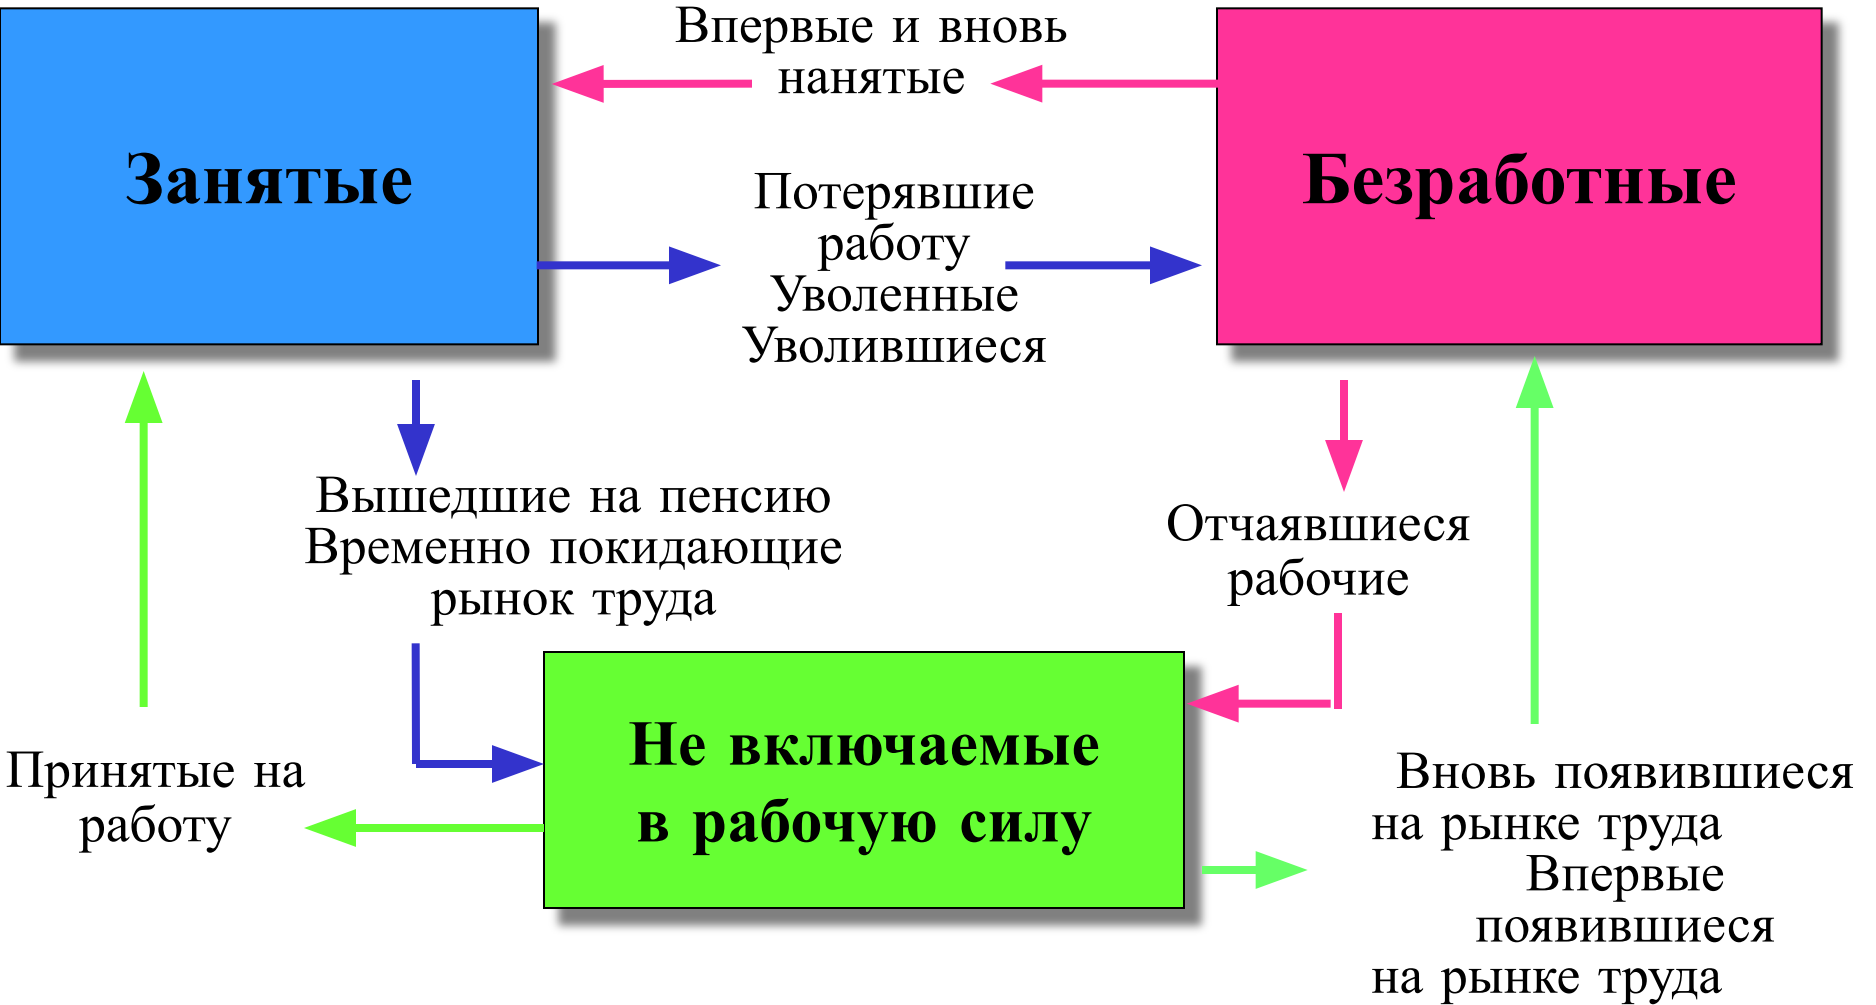 Впервые и вновь
нанятые
Занятые
Безработные
Потерявшие
работу
Уволенные
Уволившиеся
Вышедшие на пенсию
Временно покидающие
рынок труда
Отчаявшиеся
рабочие
Не включаемые
в рабочую силу
Принятые на
работу
Вновь появившиеся
на рынке труда
Впервые
появившиеся
на рынке труда